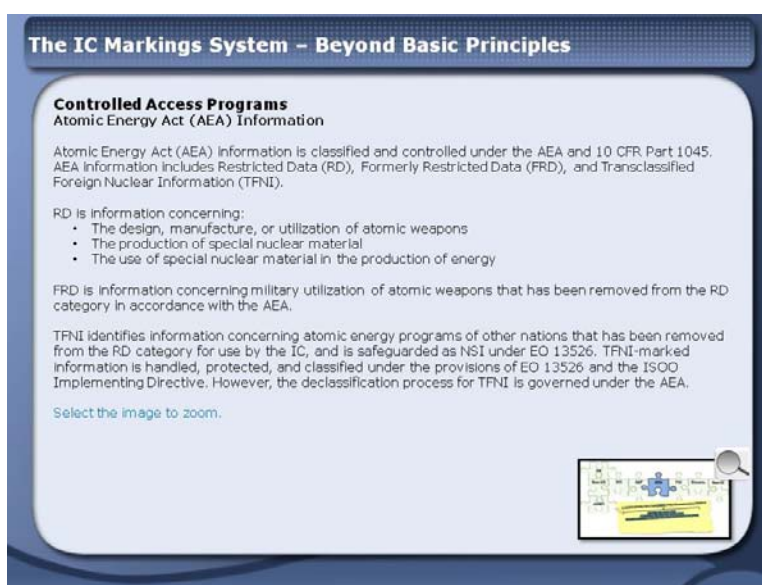 The IC Markings System – Beyond Basic Principles
Controlled Access Programs
Atomic Energy Act (AEA) Information
Atomic Energy Act (AEA) information is classified and controlled under the AEA and 10 CFR Part 1045.
AEA information includes Restricted Data (RD), Formerly Restricted Data (FRD), and Transclassified
Foreign Nuclear Information (TFNI).
RD is information concerning:
• The design, manufacture, or utilization of atomic weapons
• The production of special nuclear material
• The use of special nuclear material in the production of energy
FRD is information concerning military utilization of atomic weapons that has been removed from the RD
category in accordance with the AEA.
TFNI identifies information concerning atomic energy programs of other nations that has been removed
from the RD category for use by the IC, and is safeguarded as NSI under EO 13526. TFNI-marked
information is handled, protected, and classified under the provisions of EO 13526 and the ISOO
Implementing Directive. However, the declassification process for TFNI is governed under the AEA.
Select the image to zoom.